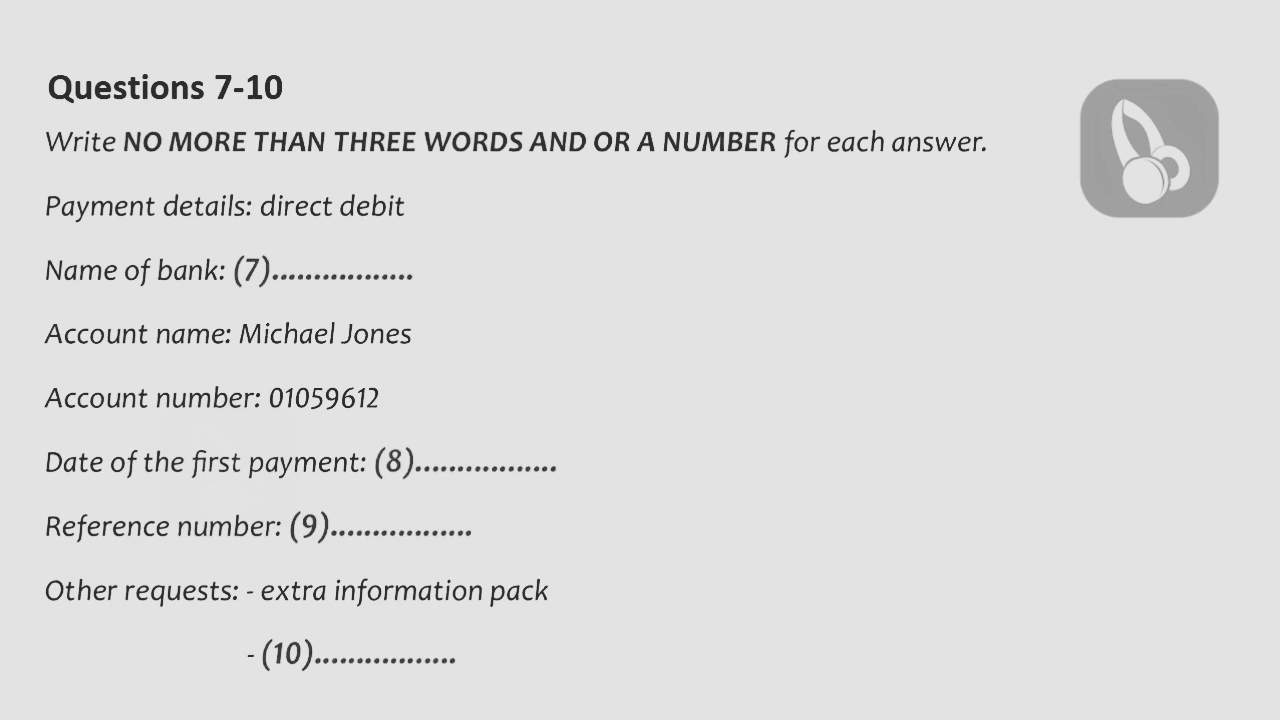 Questions 7-10
Write NO MORE THAN THREE WORDS AND OR A NUMBER for each answer.
Payment details: direct debit
Name of bank: (7).................
Account name: Michael Jones
Account number: 01059612
Date of the first payment: (8).................
Reference number: (9).................
Other requests: - extra information pack
- (10).................